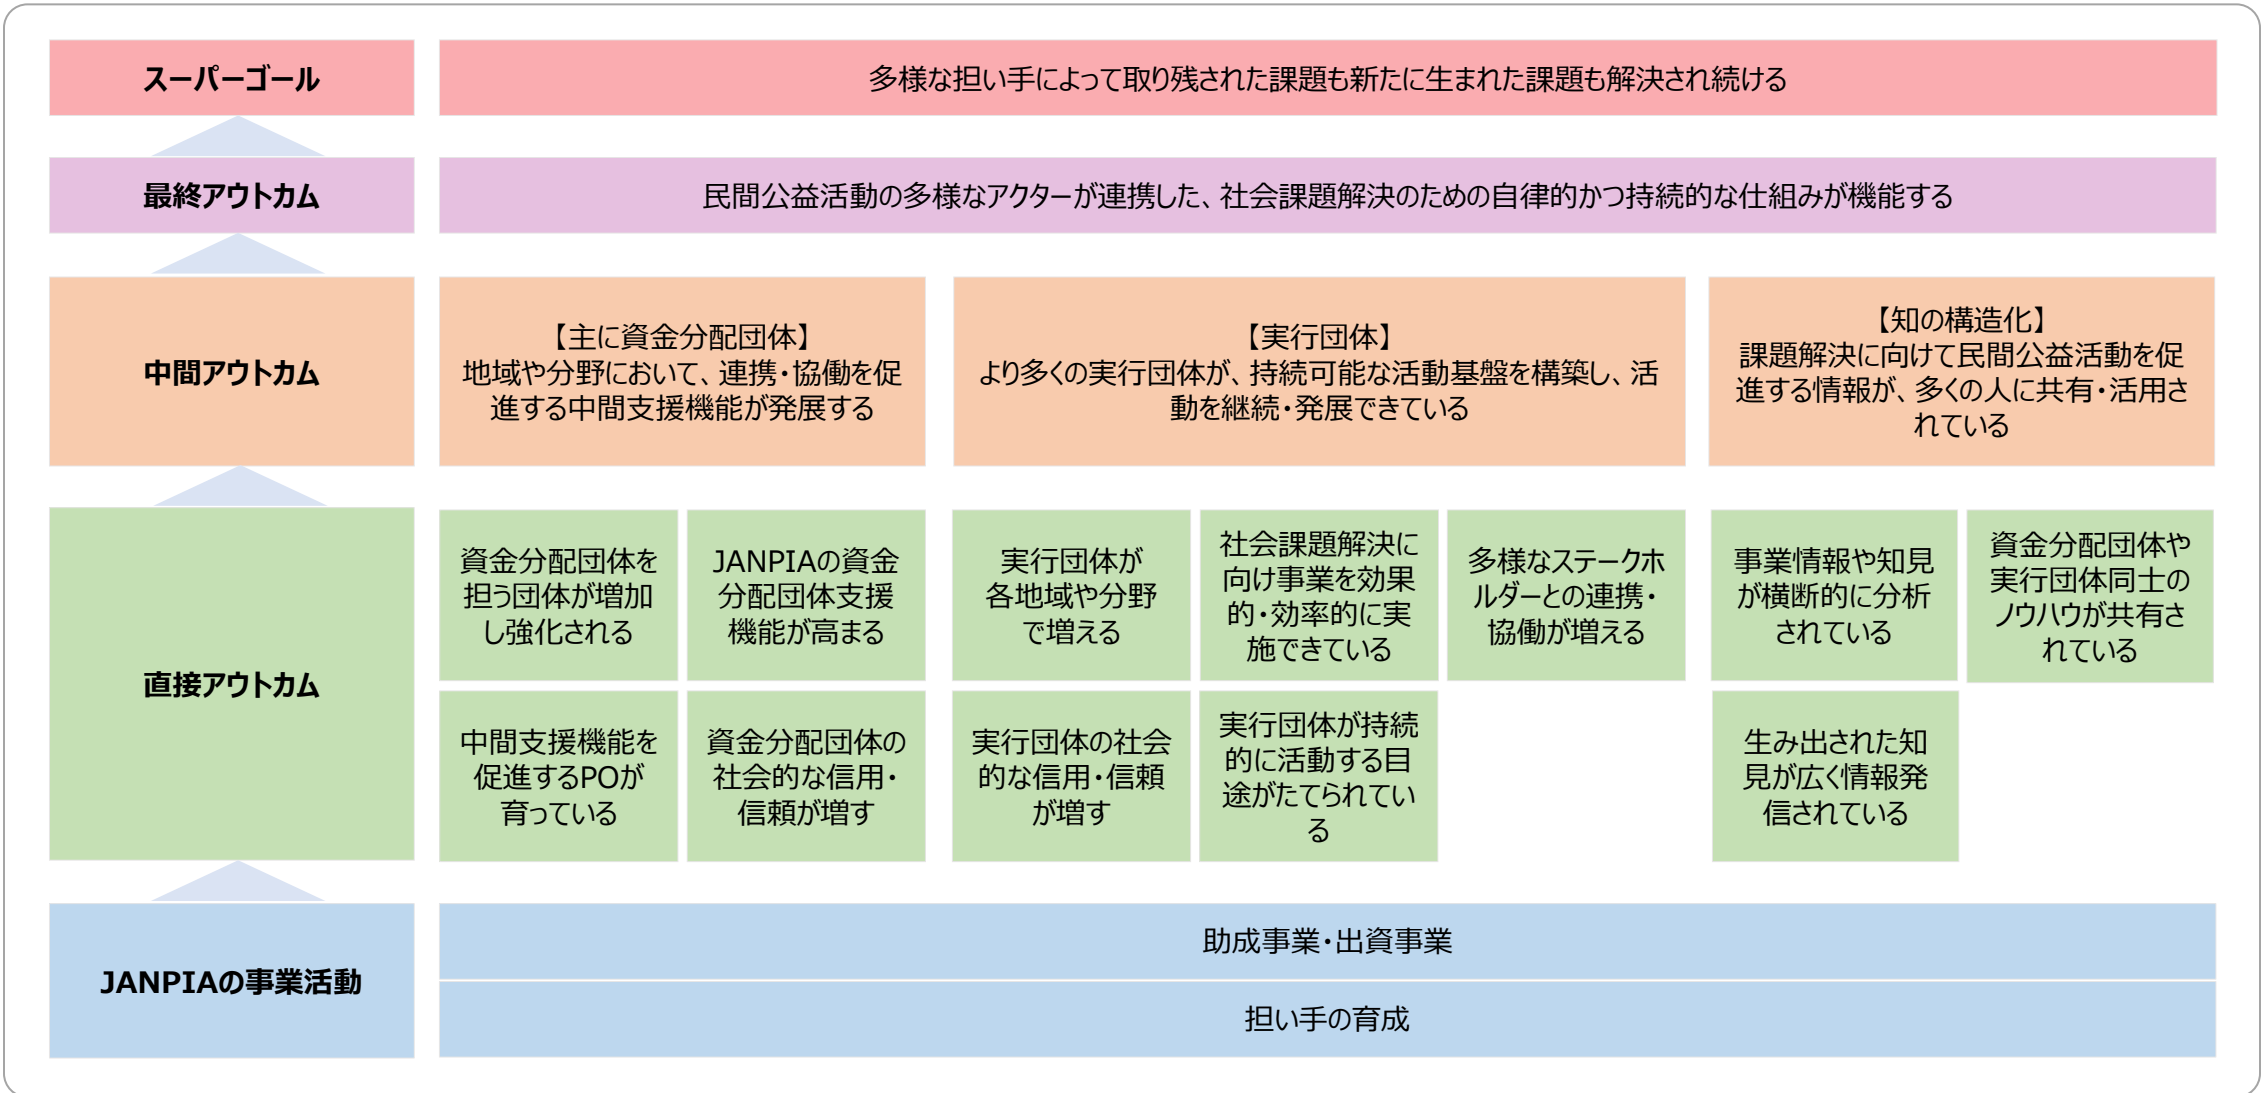 スーパーゴール
多様な担い手によって取り残された課題も新たに生まれた課題も解決され続ける
最終アウトカム
民間公益活動の多様なアクターが連携した、社会課題解決のための自律的かつ持続的な仕組みが機能する
中間アウトカム
【主に資金分配団体】
地域や分野において、連携・協働を促
進する中間支援機能が発展する
【実行団体】
より多くの実行団体が、持続可能な活動基盤を構築し、活
動を継続・発展できている
【知の構造化】
課題解決に向けて民間公益活動を促
進する情報が、多くの人に共有・活用さ
れている
直接アウトカム
資金分配団体を
担う団体が増加
し強化される
JANPIAの資金
分配団体支援
機能が高まる
実行団体が
各地域や分野
で増える
社会課題解決に
向け事業を効果
的・効率的に実
施できている
多様なステークホ
ルダーとの連携・
協働が増える
事業情報や知見
が横断的に分析
されている
資金分配団体や
実行団体同士の
ノウハウが共有さ
れている
中間支援機能を
促進するPOが
育っている
資金分配団体の
社会的な信用・
信頼が増す
実行団体の社会
的な信用・信頼
が増す
実行団体が持続
的に活動する目
途がたてられてい
る
生み出された知
見が広く情報発
信されている
JANPIAの事業活動
助成事業・出資事業
担い手の育成